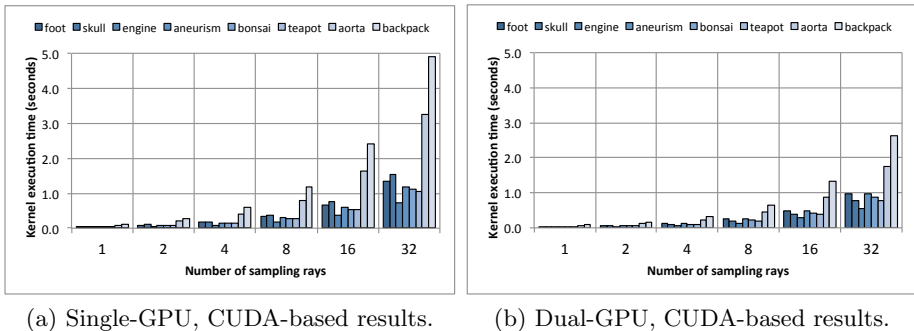 foot skull engine aneurism bonsai teapot aorta backpack
5.0
4.0
3.0
2.0
1.0
0.0
Kernel execution time (seconds)
1 2 4 8 16 32
Number of sampling rays
(a) Single-GPU, CUDA-based results.
foot skull engine aneurism bonsai teapot aorta backpack
5.0
4.0
3.0
2.0
1.0
0.0
Kernel execution time (seconds)
1 2 4 8 16 32
Number of sampling rays
(b) Dual-GPU, CUDA-based results.